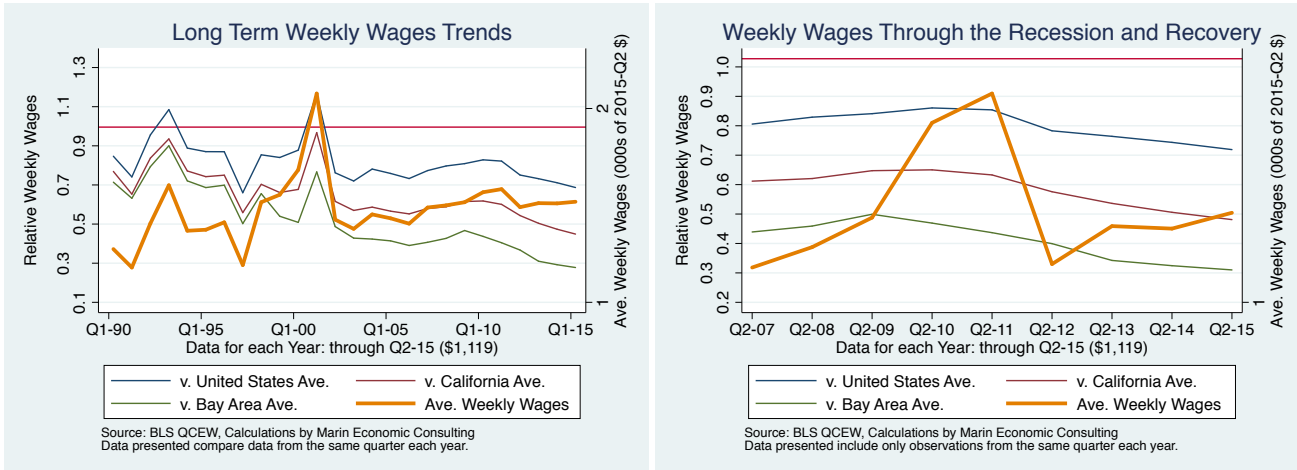 Long Term Weekly Wages Trends
Relative Weekly Wages
0.1 0.3 0.5 0.7 0.9 1.1 1.3
1 2
Ave. Weekly Wages (000s of 2015-Q2 $)
Q1-90 Q1-95 Q1-00 Q1-05 Q1-10 Q1-15
Data for each Year: through Q2-15 ($1,119)
v. United States Ave. v. California Ave.
v. Bay Area Ave. Ave. Weekly Wages
Source: BLS QCEW, Calculations by Marin Economic Consulting
Data presented compare data from the same quarter each year.
Weekly Wages Through the Recession and Recovery
Relative Weekly Wages
0.2 0.3 0.4 0.5 0.6 0.7 0.8 0.9 1.0
1
Ave. Weekly Wages (000s of 2015-Q2 $)
Q2-07 Q2-08 Q2-09 Q2-10 Q2-11 Q2-12 Q2-13 Q2-14 Q2-15
Data for each Year: through Q2-15 ($1,119)
v. United States Ave. v. California Ave.
v. Bay Area Ave. Ave. Weekly Wages
Source: BLS QCEW, Calculations by Marin Economic Consulting
Data presented include only observations from the same quarter each year.